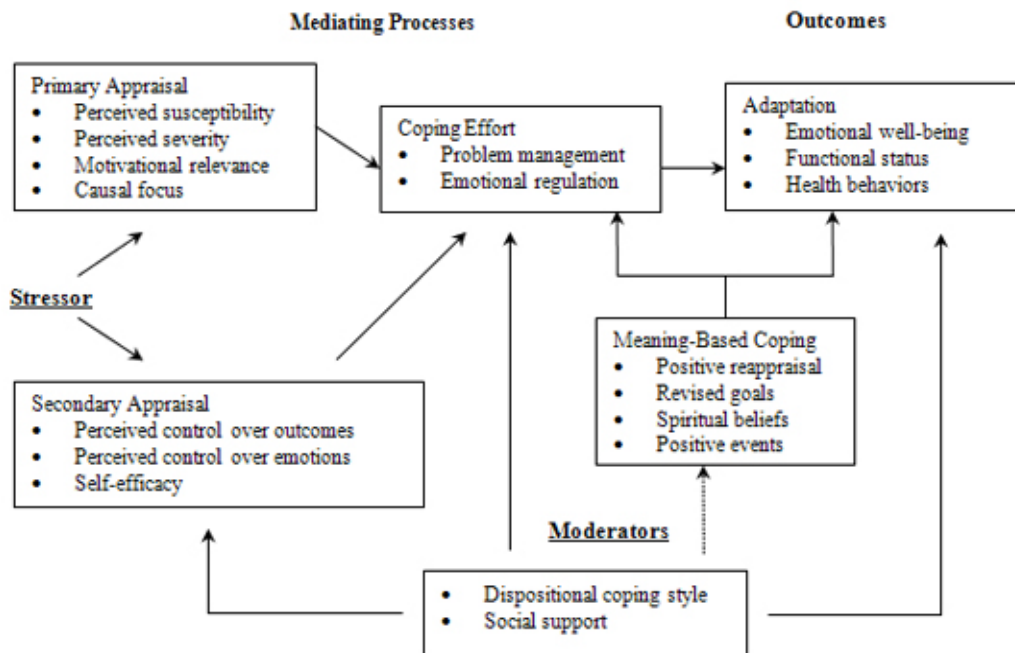 Mediating Processes
Outcomes
Primary Appraisal
• Perceived susceptibility
• Perceived severity
• Motivational relevance
• Causal focus
Coping Effort
• Problem management
• Emotional regulation
Adaptation
• Emotional well-being
• Functional status
• Health behaviors
Stressor
Meaning-Based Coping
• Positive reappraisal
• Revised goals
• Spiritual beliefs
• Positive events
Secondary Appraisal
• Perceived control over outcomes
• Perceived control over emotions
• Self-efficacy
Moderators
• Dispositional coping style
• Social support